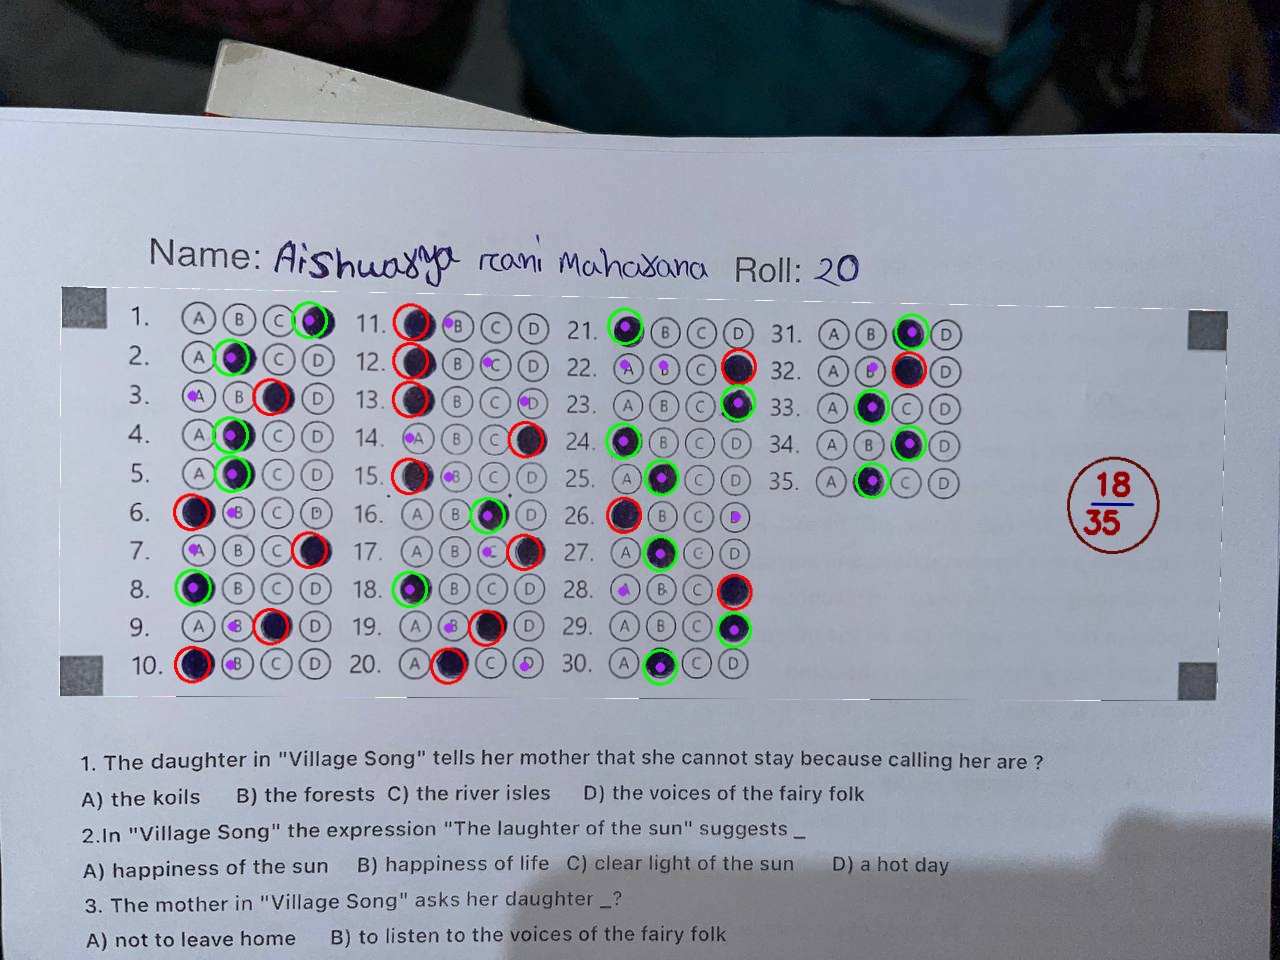 Name: Aishwarya rani Maharana Roll: 20
1. A B C 11. B C D 21. B C D 31. A B D
2. A C D 12. B C D 22. A B C 32. A B D
3. A B D 13. B C D 23. A B C 33. A C D
4. A C D 14. A B C 24. B C D 34. A B D
5. A C D 15. B C D 25. A C D 35. A C D
6. B C D 16. A B D 26. B C D
7. A B C 17. A B C 27. A C D
8. B C D 18. B C D 28. A B C
9. A B D 19. A B D 29. A B C
10. B C D 20. A C D 30. A C D
18
35
1. The daughter in "Village Song" tells her mother that she cannot stay because calling her are ?
A) the koils B) the forests C) the river isles D) the voices of the fairy folk
2.In "Village Song" the expression "The laughter of the sun" suggests _
A) happiness of the sun B) happiness of life C) clear light of the sun D) a hot day
3. The mother in "Village Song" asks her daughter _?
A) not to leave home B) to listen to the voices of the fairy folk